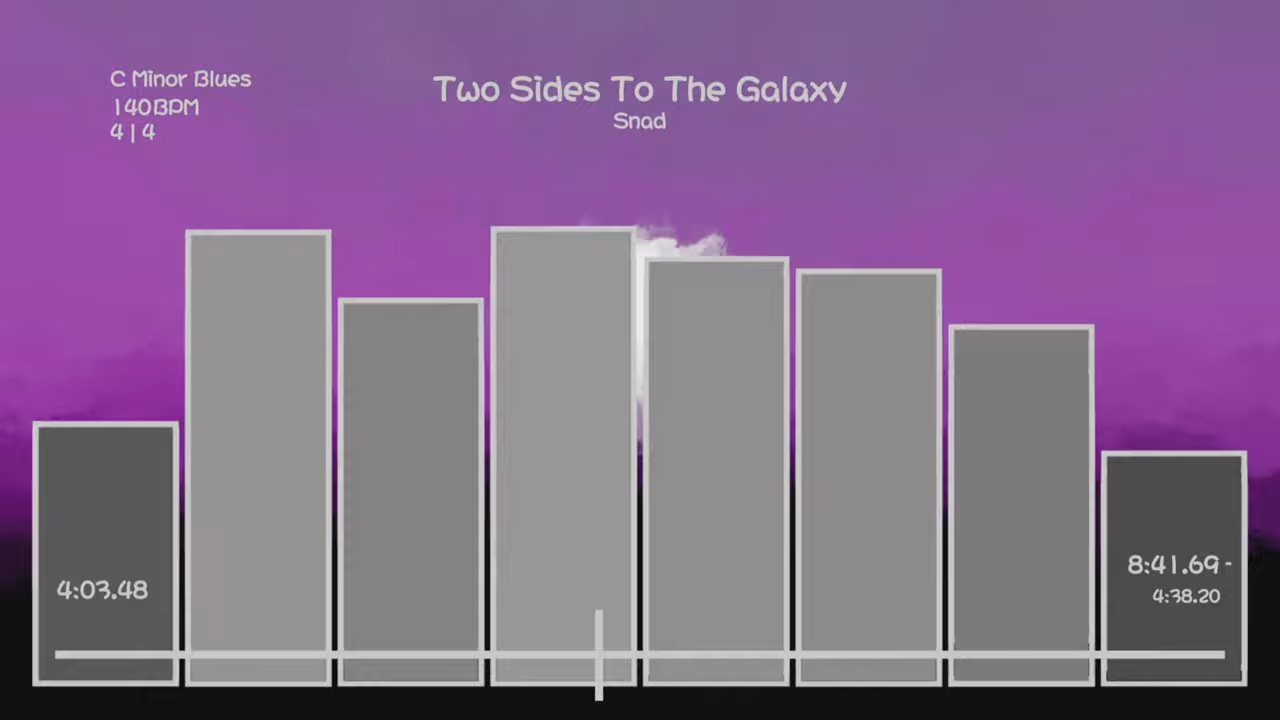 C Minor Blues
140BPM
4 | 4
Two Sides To The Galaxy
Snad
4:03.48
8:41.69 -
4:38.20